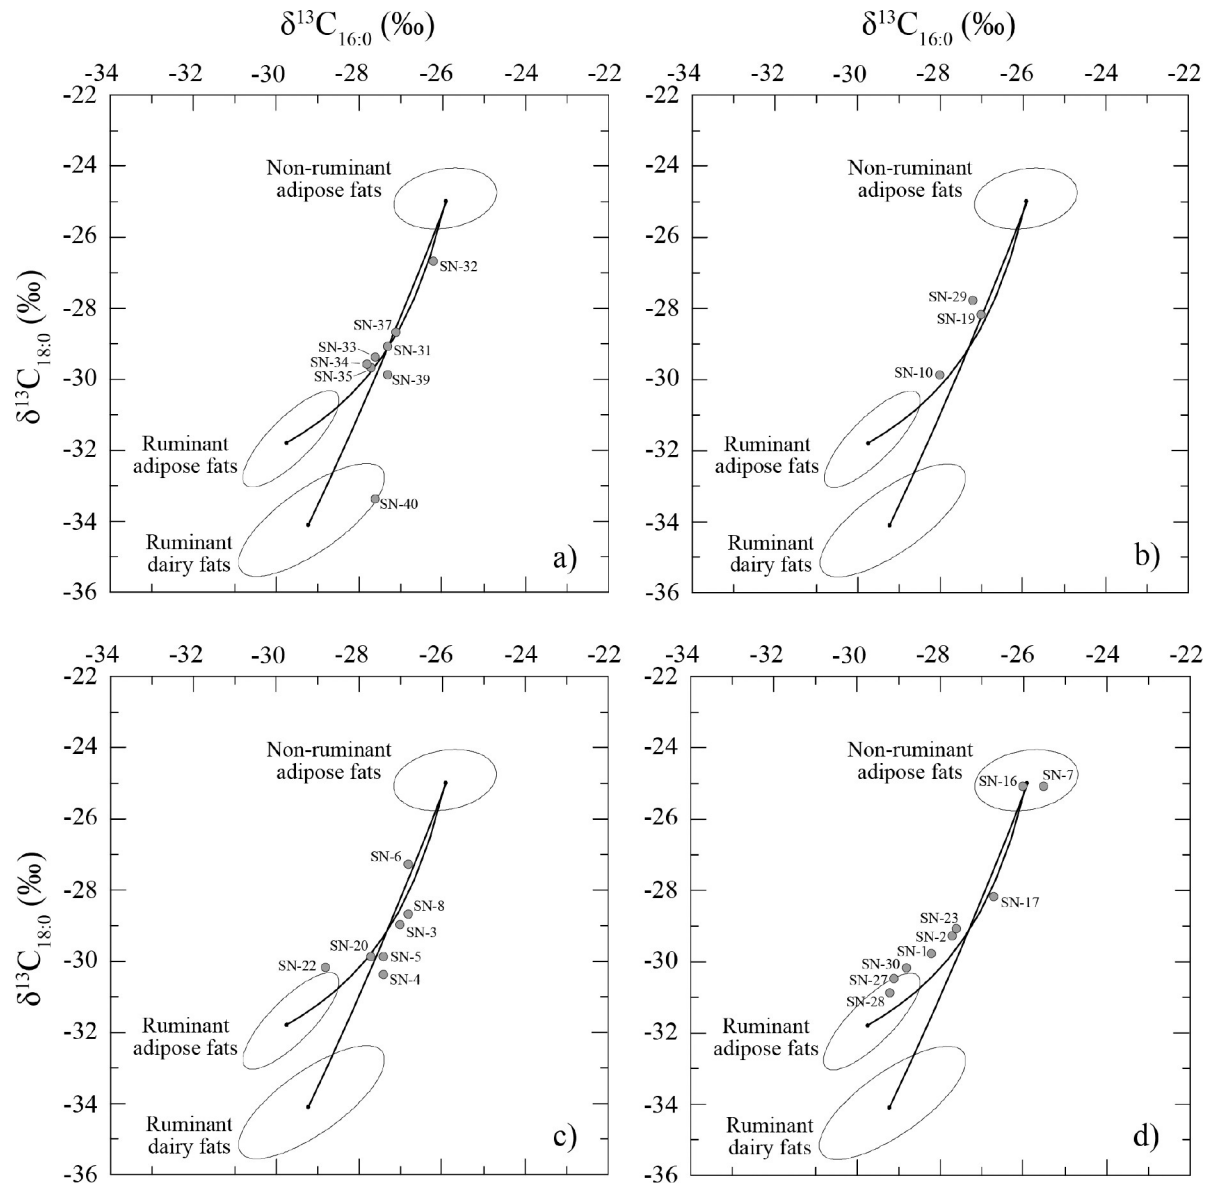 δ¹³C₁₆:₀ (‰) δ¹³C₁₆:₀ (‰)
-34 -32 -30 -28 -26 -24 -22
-34 -32 -30 -28 -26 -24 -22
-22
-24
-26
-28
-30
-32
-34
-36
δ¹³C₁₈:₀ (‰)
Non-ruminant
adipose fats
SN-32
SN-37
SN-33
SN-31
SN-34
SN-35
SN-39
Ruminant
adipose fats
SN-40
Ruminant
dairy fats
a)
-22
-24
-26
-28
-30
-32
-34
-36
Non-ruminant
adipose fats
SN-29
SN-19
SN-10
Ruminant
adipose fats
Ruminant
dairy fats
b)
-34 -32 -30 -28 -26 -24 -22
-34 -32 -30 -28 -26 -24 -22
-22
-24
-26
-28
-30
-32
-34
-36
δ¹³C₁₈:₀ (‰)
Non-ruminant
adipose fats
SN-6
SN-8
SN-3
SN-20
SN-5
SN-22
SN-4
Ruminant
adipose fats
Ruminant
dairy fats
c)
-22
-24
-26
-28
-30
-32
-34
-36
Non-ruminant
adipose fats
SN-16
SN-7
SN-17
SN-23
SN-2
SN-1
SN-30
SN-27
SN-28
Ruminant
adipose fats
Ruminant
dairy fats
d)